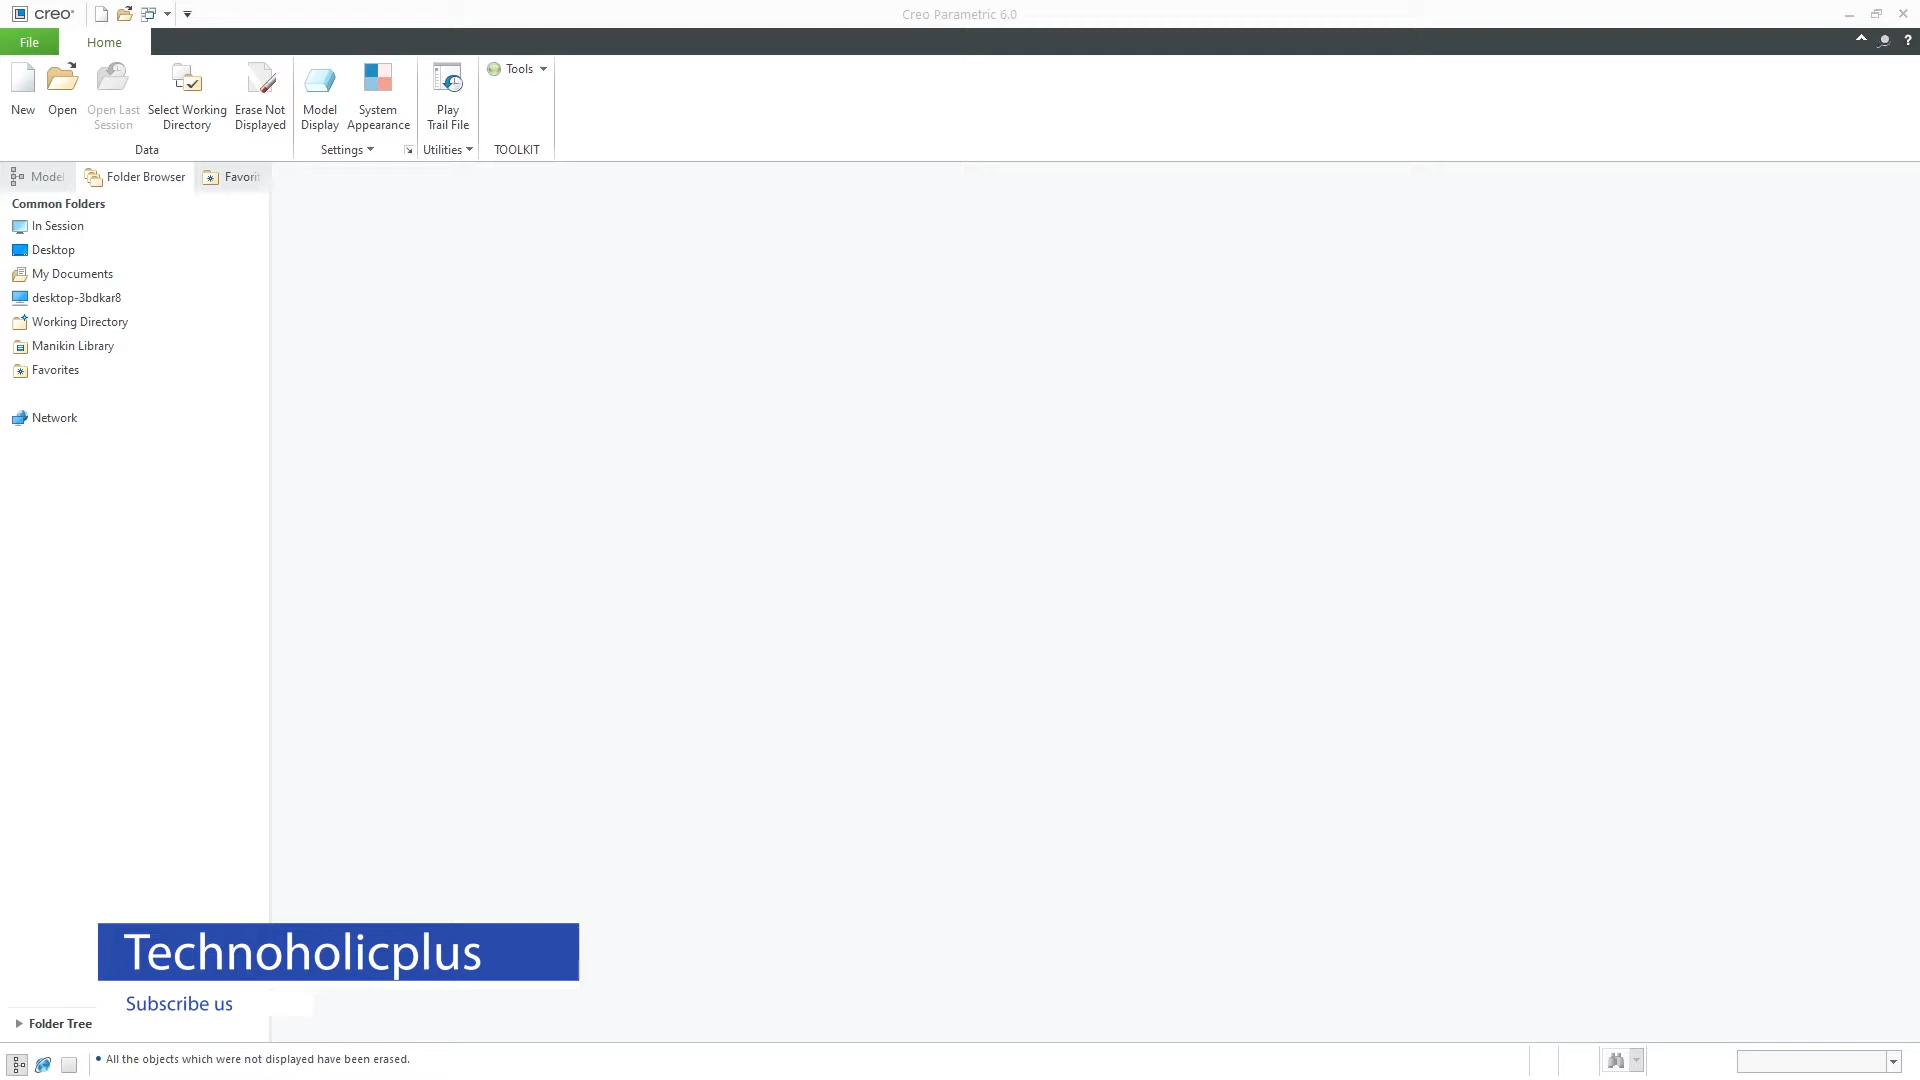 creo
Creo Parametric 6.0
File
Home
?
New
Open
Open Last
Session
Select Working
Directory
Erase Not
Displayed
Model
Display
System
Appearance
Play
Trail File
Tools
Data
Settings
Utilities
TOOLKIT
Model
Folder Browser
Favorit
Common Folders
In Session
Desktop
My Documents
desktop-3bdkar8
Working Directory
Manikin Library
Favorites
Network
Technoholicplus
Subscribe us
Folder Tree
• All the objects which were not displayed have been erased.